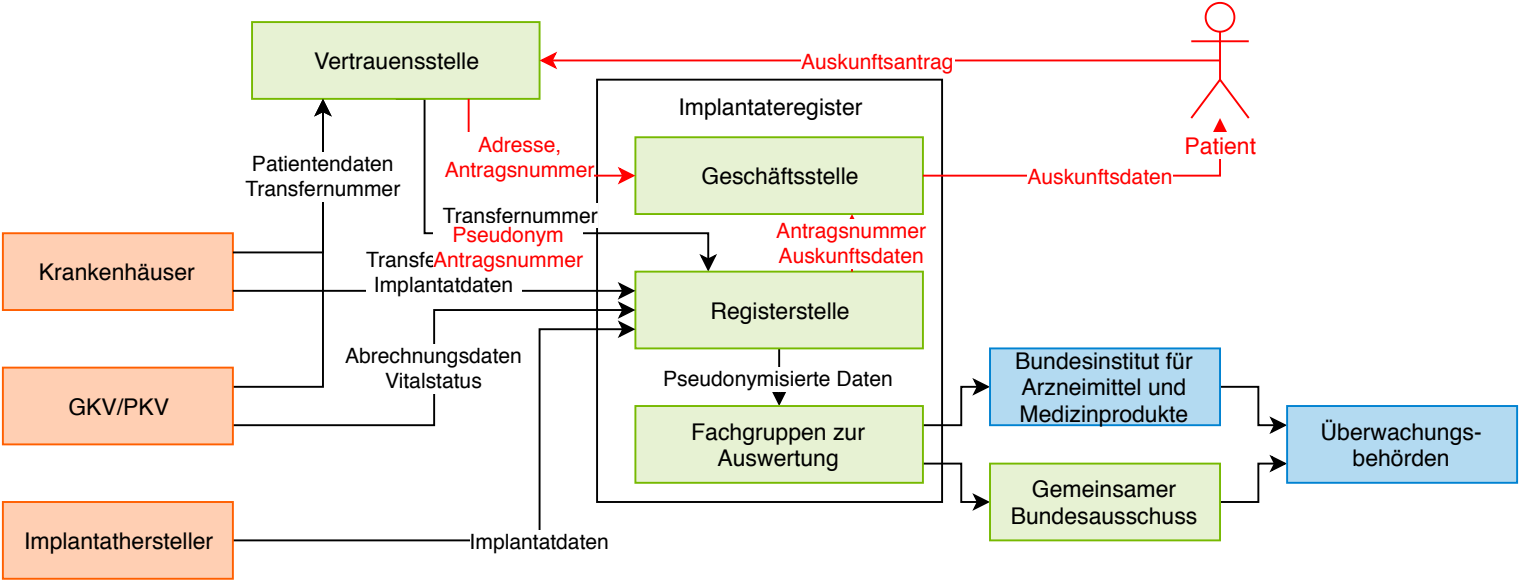 Vertrauensstelle
Auskunftsantrag
Implantateregister
Adresse,
Antragsnummer
Patient
Patientendaten
Transfernummer
Geschäftsstelle
Auskunftsdaten
Transfernummer
Pseudonym
Antragsnummer
Antragsnummer
Auskunftsdaten
Krankenhäuser
Implantatdaten
Registerstelle
Abrechnungsdaten
Vitalstatus
Pseudonymisierte Daten
Bundesinstitut für
Arzneimittel und
Medizinprodukte
GKV/PKV
Fachgruppen zur
Auswertung
Überwachungs-
behörden
Gemeinsamer
Bundesausschuss
Implantathersteller
Implantatdaten